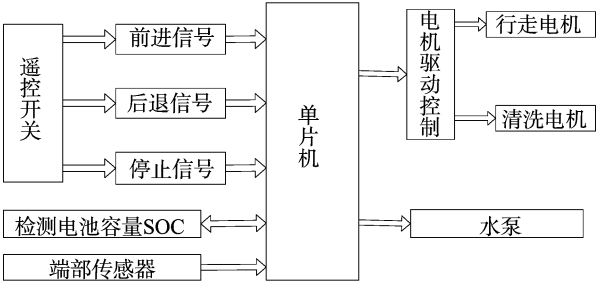 遥控开关
前进信号
后退信号
停止信号
检测电池容量SOC
端部传感器
单片机
电机驱动控制
行走电机
清洗电机
水泵